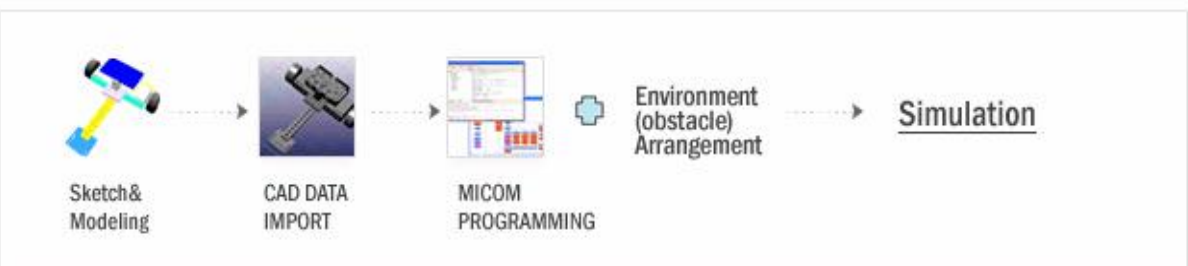 Sketch&
Modeling
CAD DATA
IMPORT
MICOM
PROGRAMMING
Environment
(obstacle)
Arrangement
Simulation